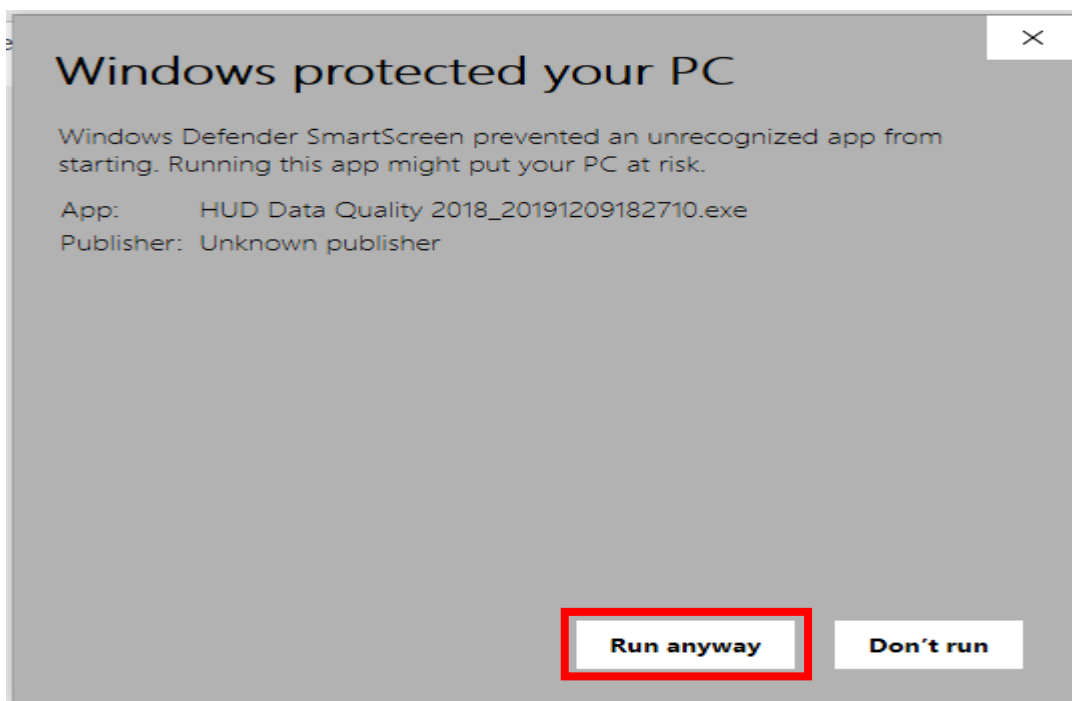 Windows protected your PC
Windows Defender SmartScreen prevented an unrecognized app from
starting. Running this app might put your PC at risk.
App: HUD Data Quality 2018_20191209182710.exe
Publisher: Unknown publisher
Run anyway Don't run